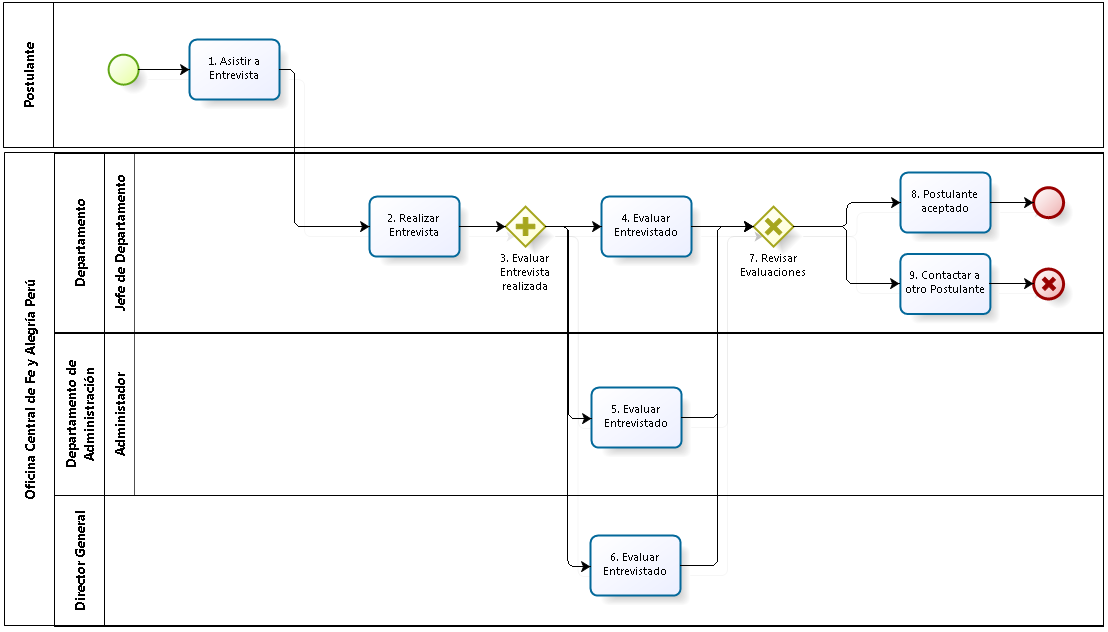 Postulante
1. Asistir a
Entrevista
Oficina Central de Fe y Alegría Perú
Departamento
Jefe de Departamento
2. Realizar
Entrevista
3. Evaluar
Entrevista
realizada
4. Evaluar
Entrevistado
7. Revisar
Evaluaciones
8. Postulante
aceptado
9. Contactar a
otro Postulante
Departamento de
Administración
Administador
5. Evaluar
Entrevistado
Director General
6. Evaluar
Entrevistado